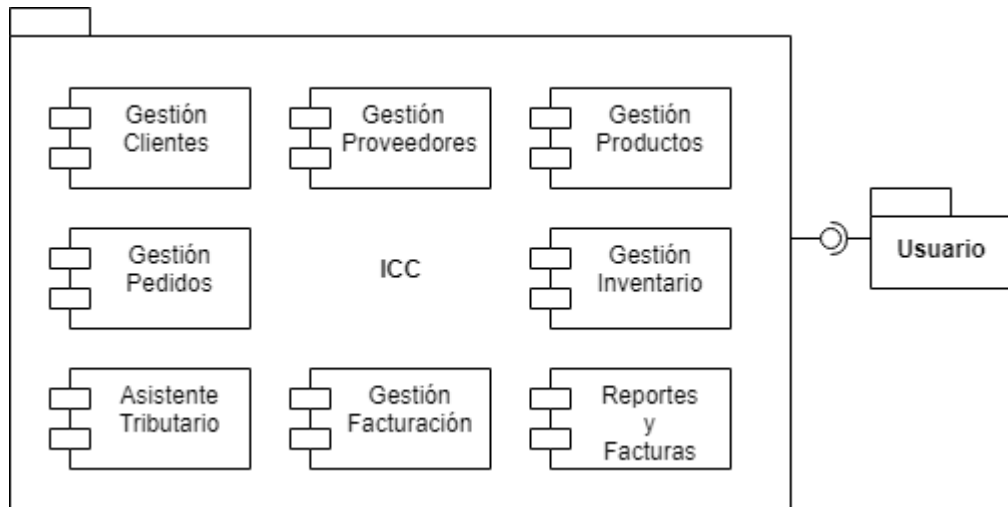 Gestión
Clientes
Gestión
Proveedores
Gestión
Productos
Gestión
Pedidos
ICC
Gestión
Inventario
Usuario
Asistente
Tributario
Gestión
Facturación
Reportes
y
Facturas